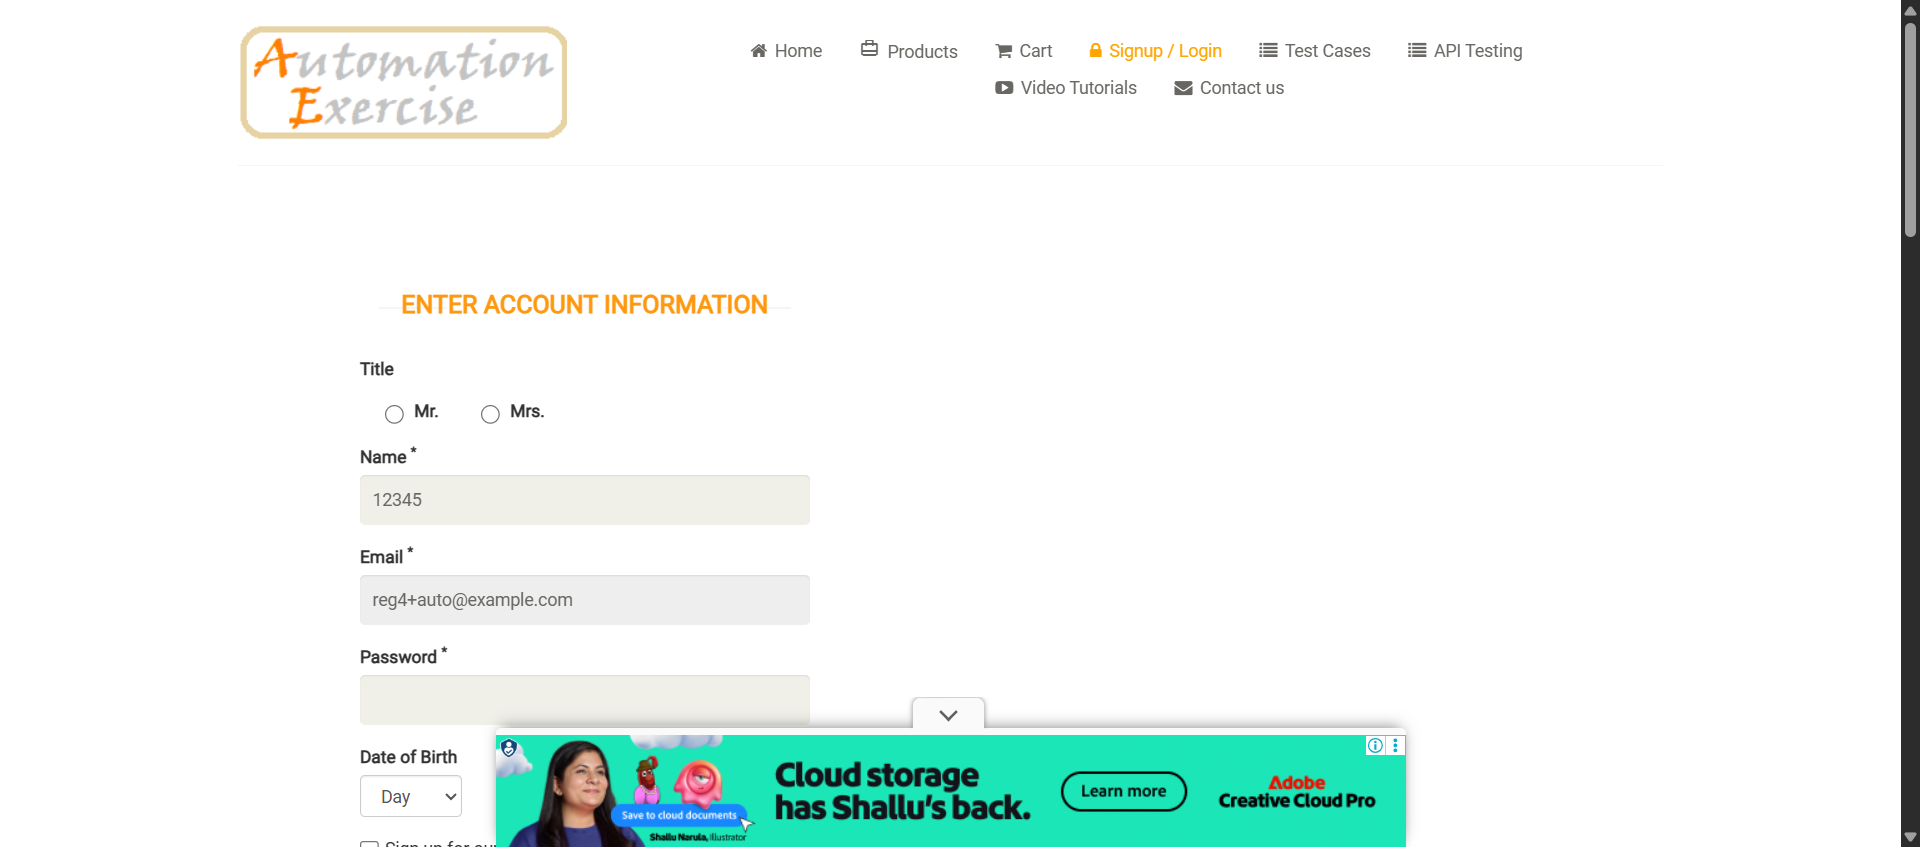 Automation
Exercise
Home
Products
Cart
Signup / Login
Test Cases
API Testing
Video Tutorials
Contact us
ENTER ACCOUNT INFORMATION
Title
Mr.
Mrs.
Name *
12345
Email *
reg4+auto@example.com
Password *
Date of Birth
Day
Sign up for our
Cloud storage
has Shallu's back.
Save to cloud documents
Shallu Narula, Illustrator
Learn more
Adobe
Creative Cloud Pro